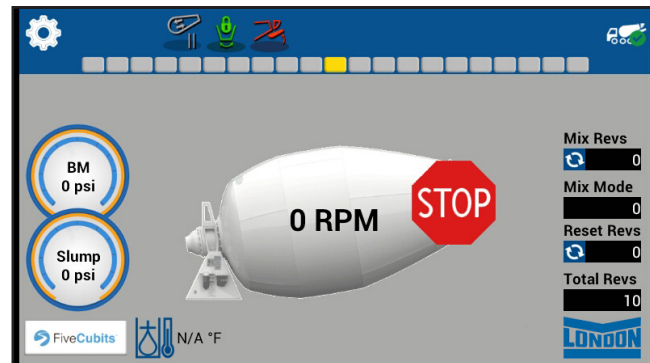 BM
0 psi
Slump
0 psi
0 RPM
STOP
Mix Revs
0
Mix Mode
0
Reset Revs
0
Total Revs
10
FiveCubits
N/A °F
LONDON